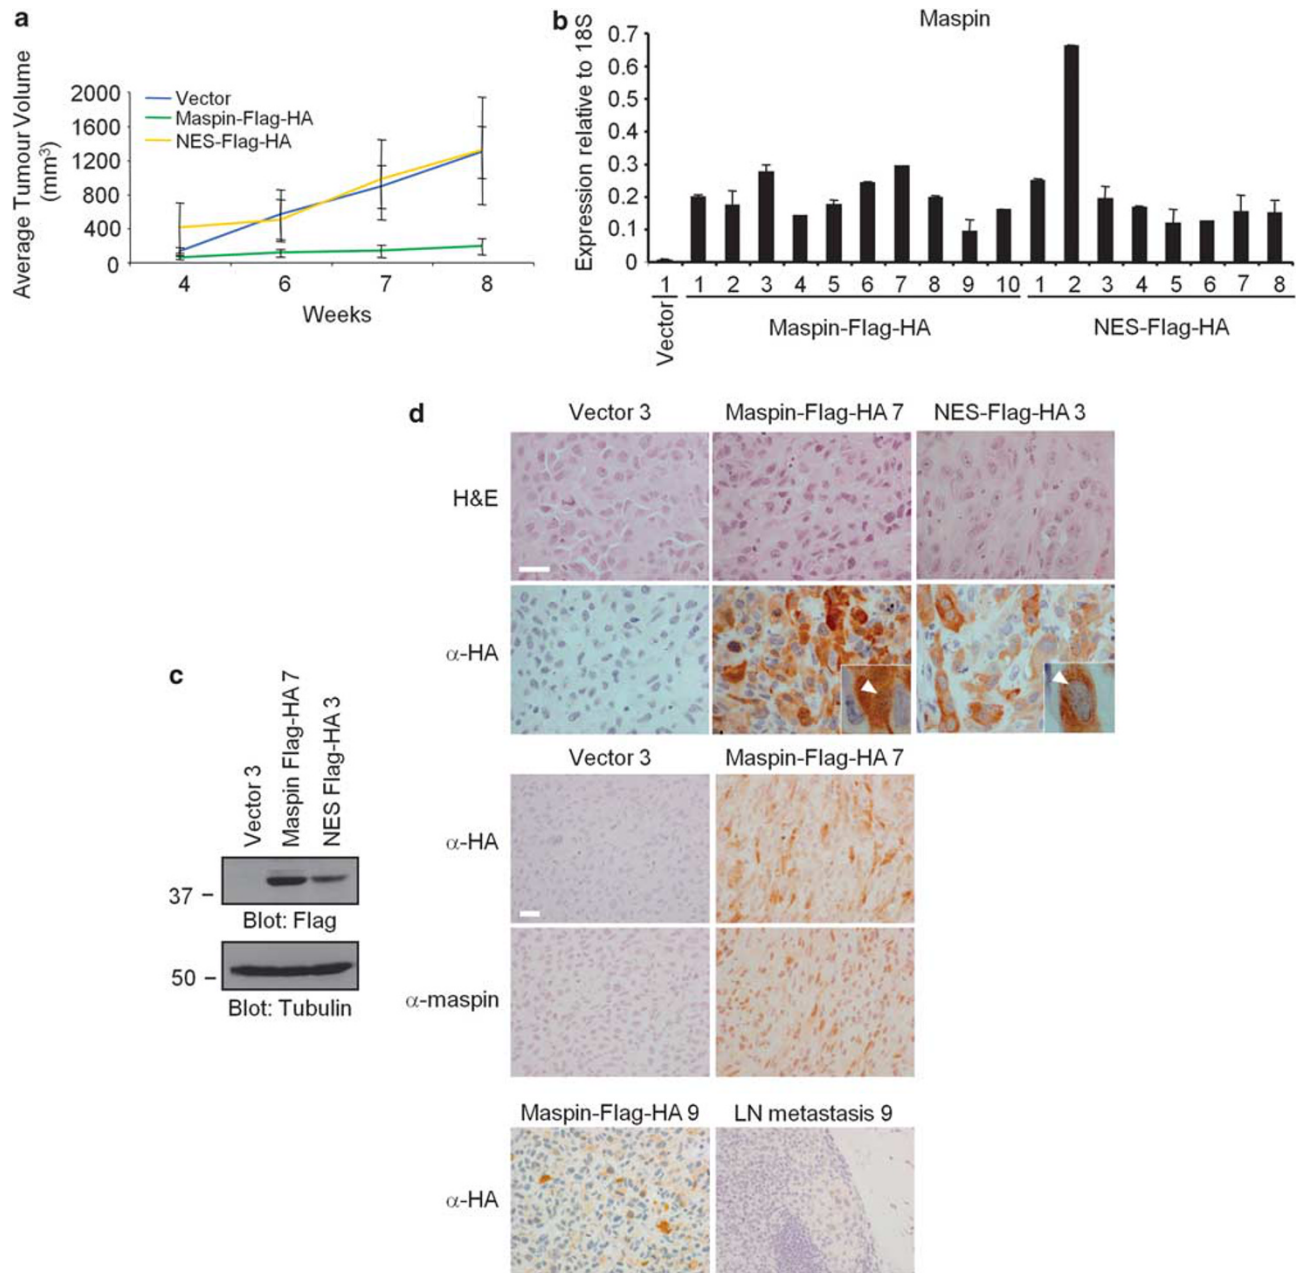 a
Average Tumour Volume
(mm³)
2000
1600
1200
800
400
0
Vector
Maspin-Flag-HA
NES-Flag-HA
4 6 7 8
Weeks
b
Maspin
Expression relative to 18S
0.7
0.6
0.5
0.4
0.3
0.2
0.1
0
1 1 2 3 4 5 6 7 8 9 10 1 2 3 4 5 6 7 8
Vector
Maspin-Flag-HA
NES-Flag-HA
c
Vector 3
Maspin Flag-HA 7
NES Flag-HA 3
37
Blot: Flag
50
Blot: Tubulin
d
Vector 3 Maspin-Flag-HA 7 NES-Flag-HA 3
H&E
α-HA
Vector 3 Maspin-Flag-HA 7
α-HA
α-maspin
Maspin-Flag-HA 9 LN metastasis 9
α-HA